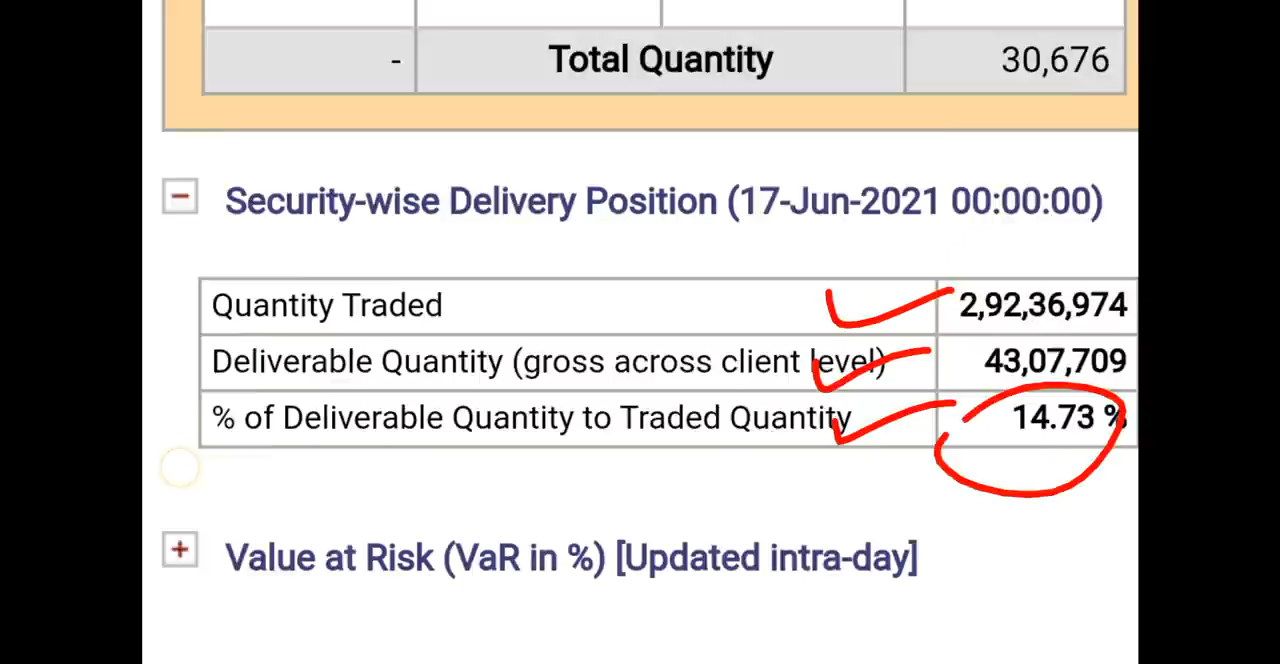 - Total Quantity 30,676
Security-wise Delivery Position (17-Jun-2021 00:00:00)
Quantity Traded 2,92,36,974
Deliverable Quantity (gross across client level) 43,07,709
% of Deliverable Quantity to Traded Quantity 14.73 %
Value at Risk (VaR in %) [Updated intra-day]